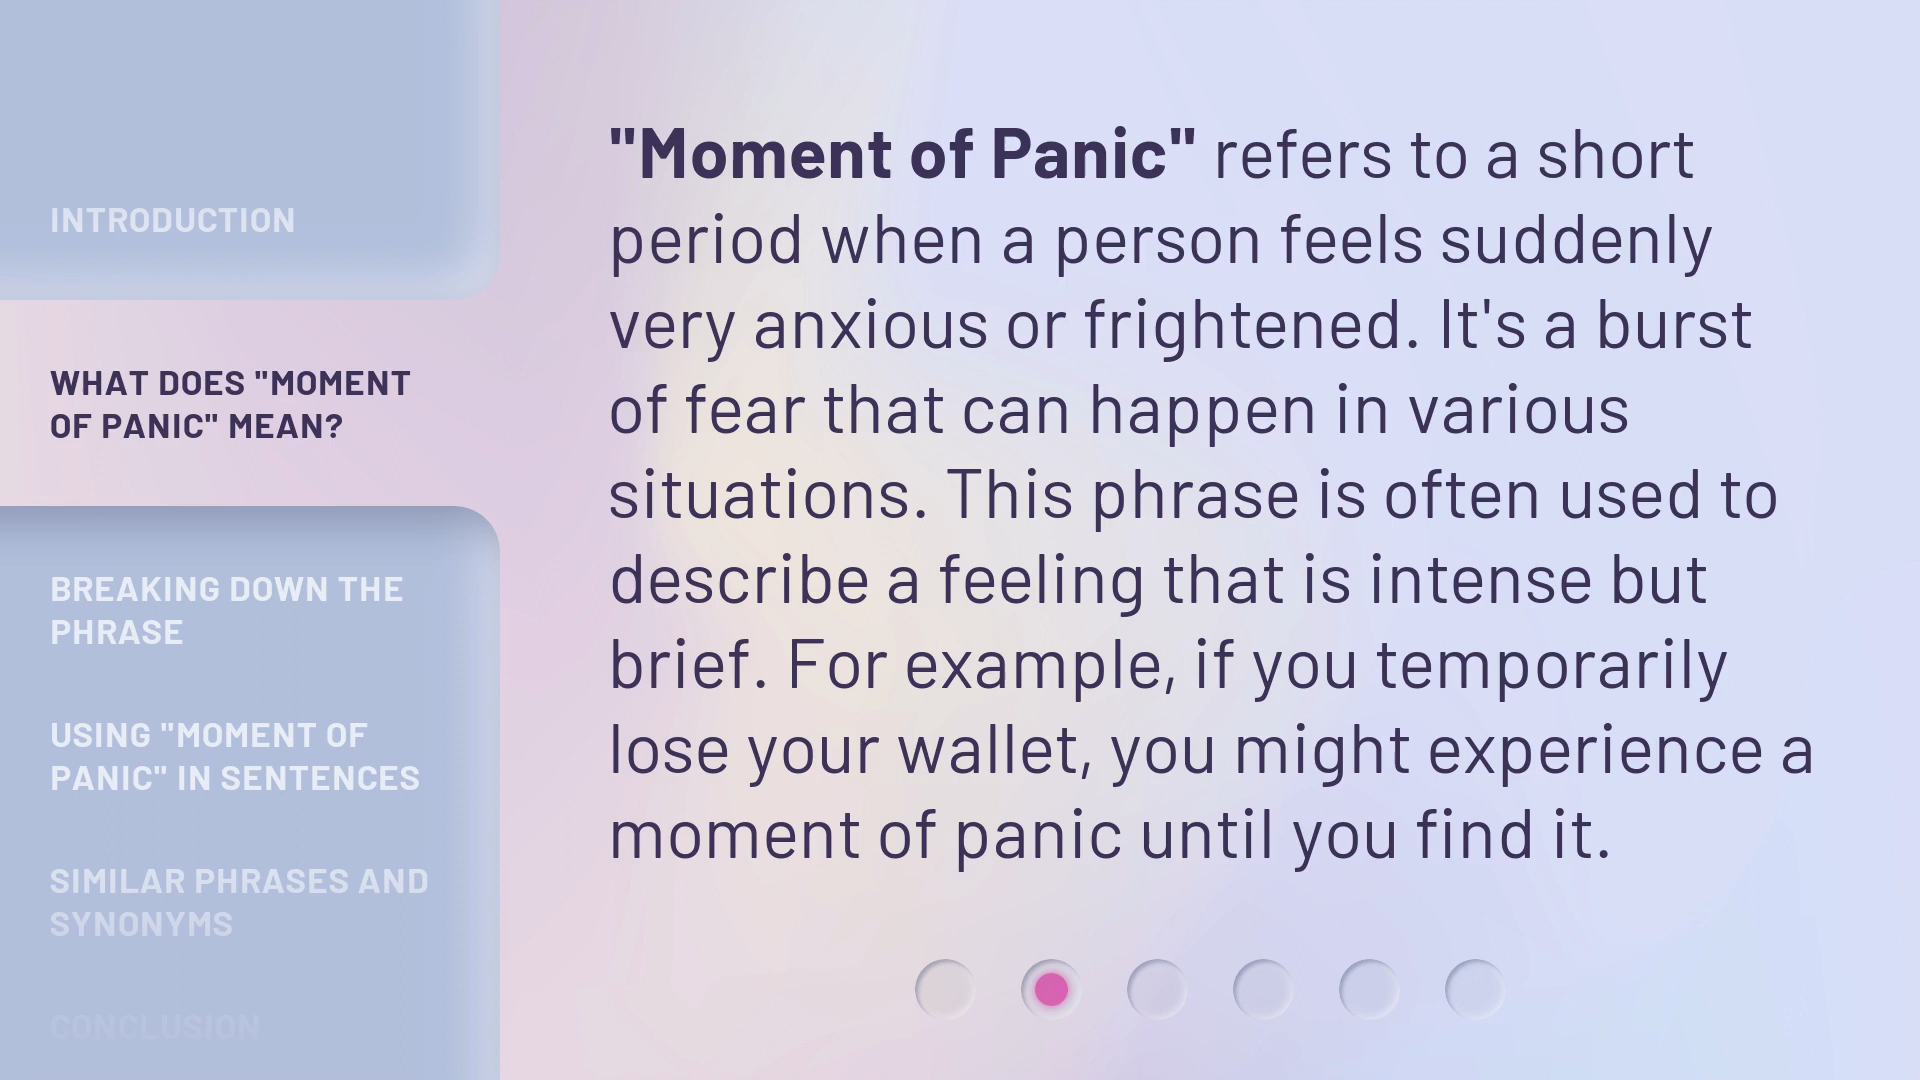 INTRODUCTION
WHAT DOES "MOMENT
OF PANIC" MEAN?
BREAKING DOWN THE
PHRASE
USING "MOMENT OF
PANIC" IN SENTENCES
SIMILAR PHRASES AND
SYNONYMS
CONCLUSION
"Moment of Panic" refers to a short
period when a person feels suddenly
very anxious or frightened. It's a burst
of fear that can happen in various
situations. This phrase is often used to
describe a feeling that is intense but
brief. For example, if you temporarily
lose your wallet, you might experience a
moment of panic until you find it.